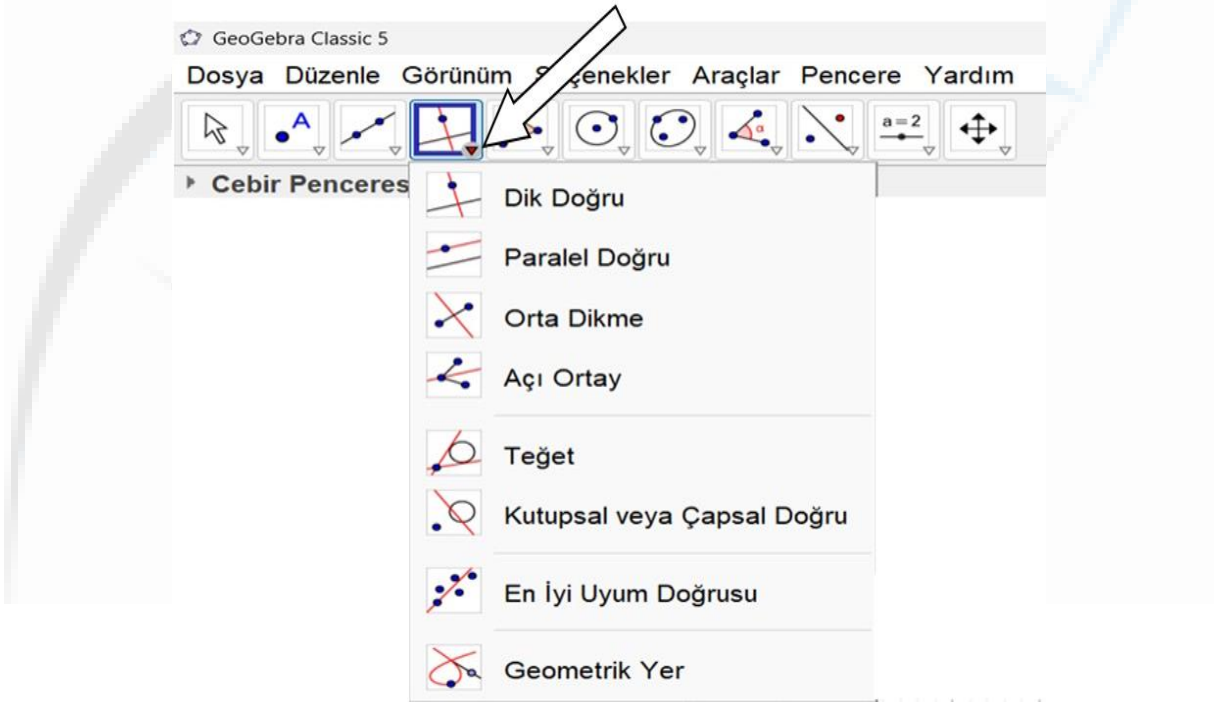 GeoGebra Classic 5
Dosya Düzenle Görünüm Araçlar Pencere Yardım
A
α
a = 2
Cebir Penceres
Dik Doğru
Paralel Doğru
Orta Dikme
Açı Ortay
Teğet
Kutupsal veya Çapsal Doğru
En İyi Uyum Doğrusu
Geometrik Yer